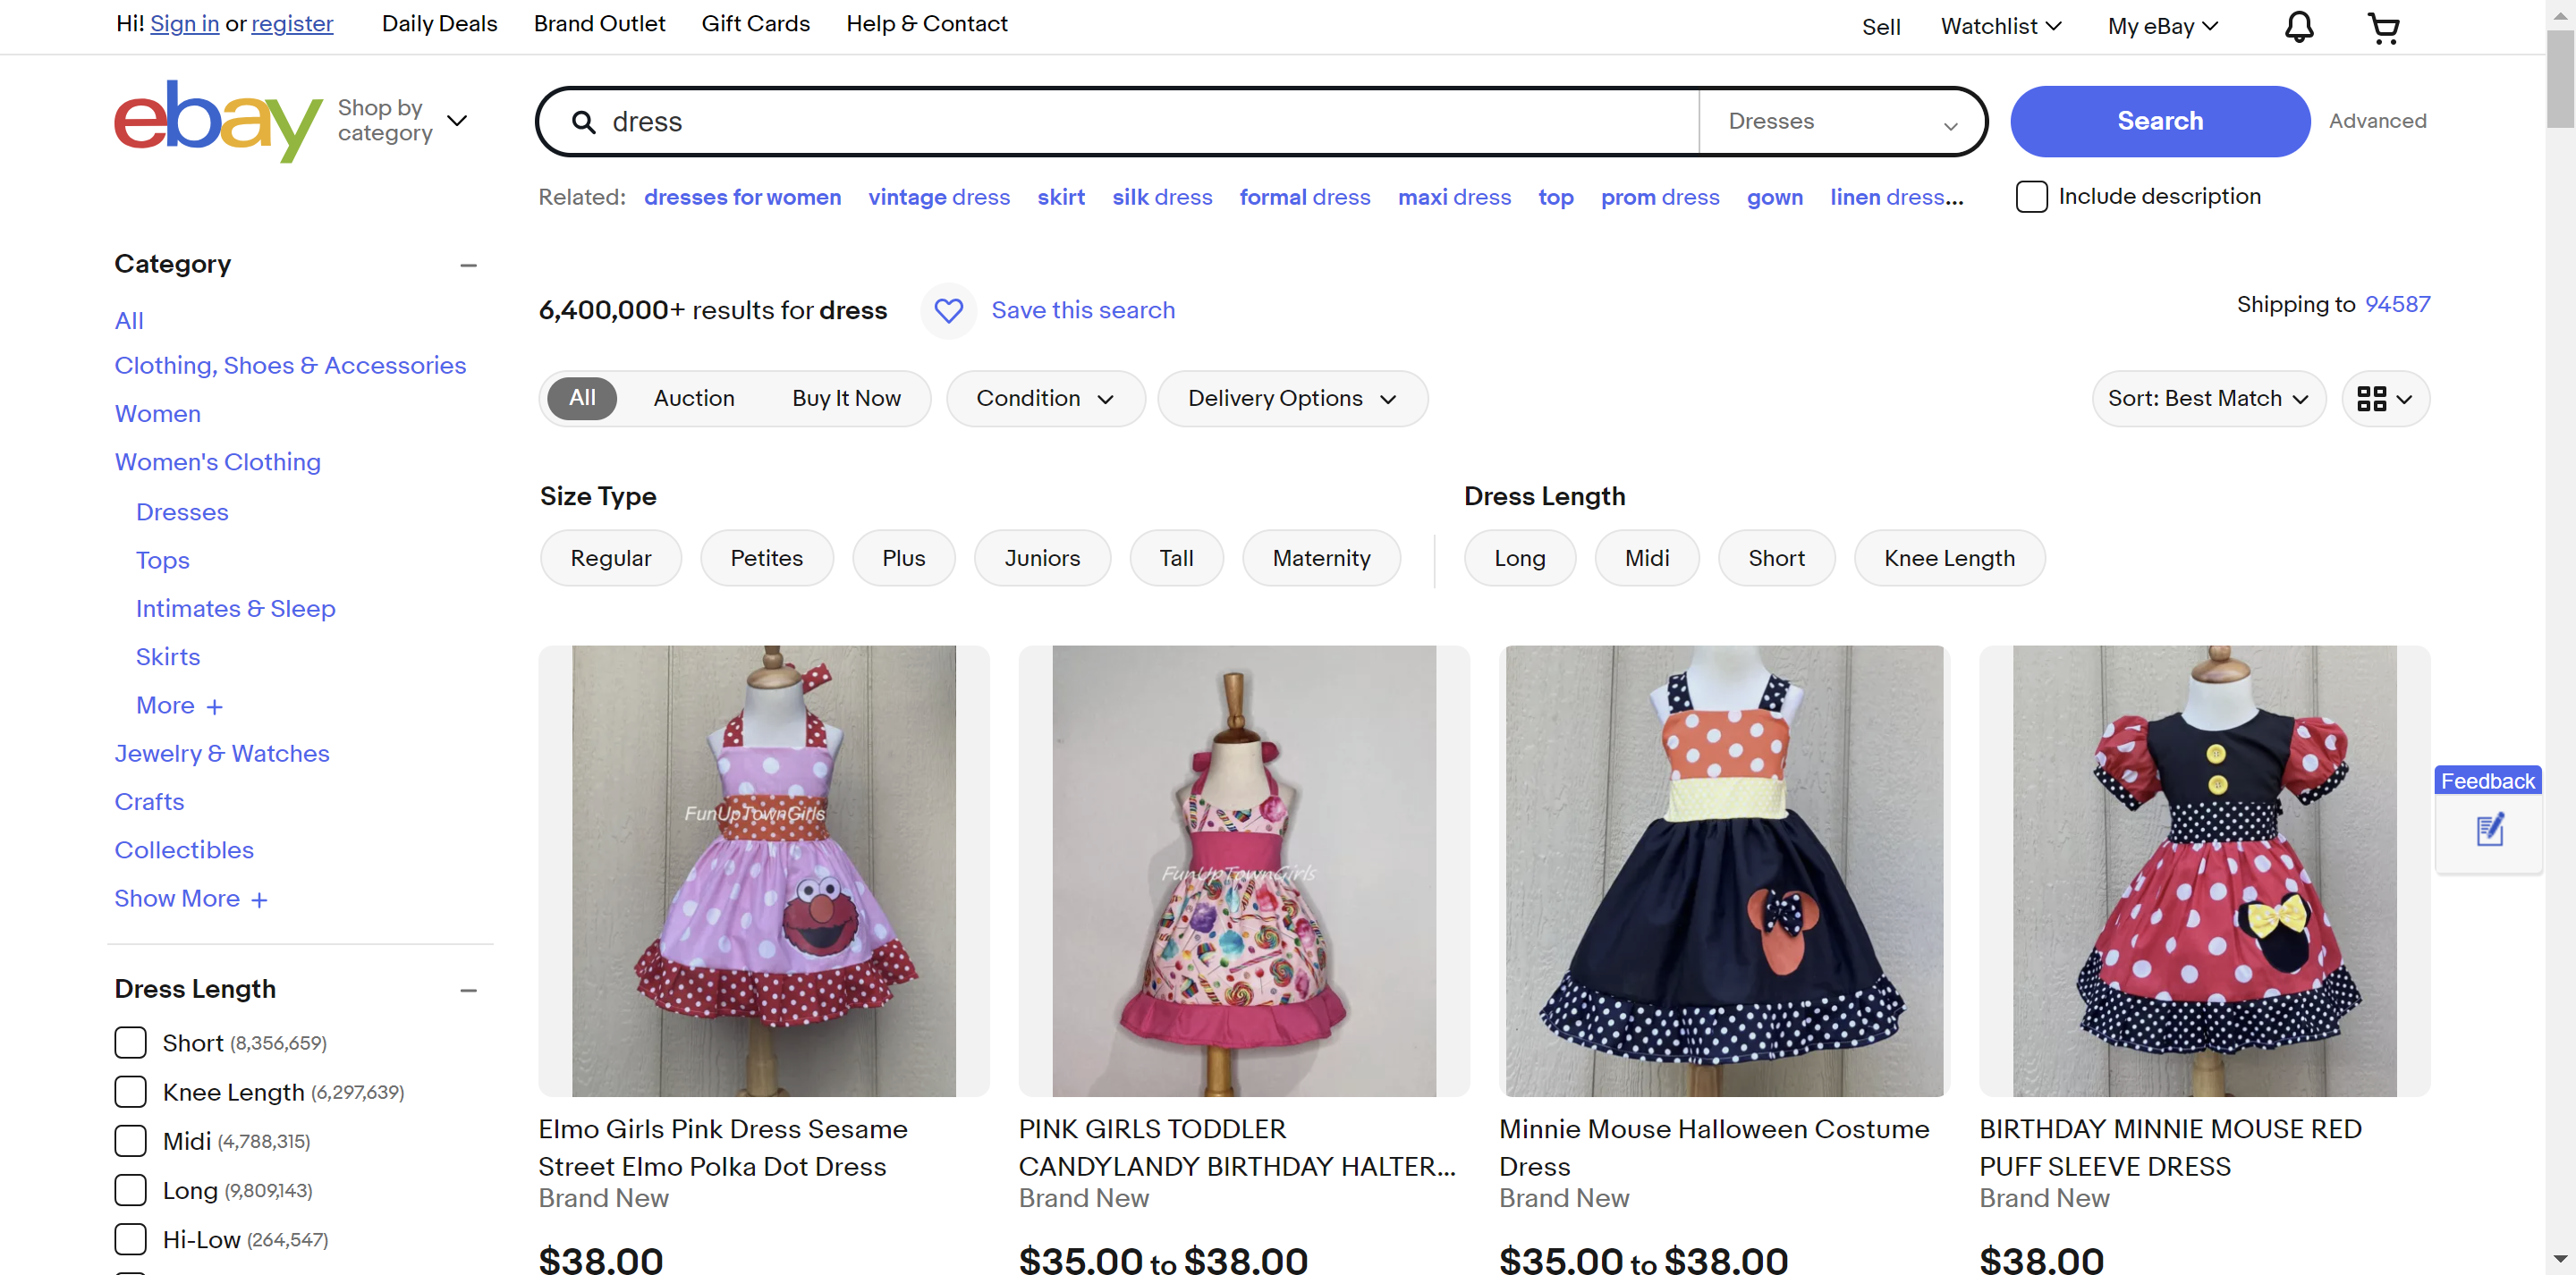 Hi! Sign in or register
Daily Deals
Brand Outlet
Gift Cards
Help & Contact
Sell
Watchlist
My eBay
ebay
Shop by
category
dress
Dresses
Search
Advanced
Related: dresses for women vintage dress skirt silk dress formal dress maxi dress top prom dress gown linen dress...
Include description
Category
All
Clothing, Shoes & Accessories
Women
Women's Clothing
Dresses
Tops
Intimates & Sleep
Skirts
More +
Jewelry & Watches
Crafts
Collectibles
Show More +
Dress Length
Short (8,356,659)
Knee Length (6,297,639)
Midi (4,788,315)
Long (9,809,143)
Hi-Low (264,547)
6,400,000+ results for dress
Save this search
Shipping to 94587
All
Auction
Buy It Now
Condition
Delivery Options
Sort: Best Match
Size Type
Regular
Petites
Plus
Juniors
Tall
Maternity
Dress Length
Long
Midi
Short
Knee Length
FunUpTownGirls
Elmo Girls Pink Dress Sesame
Street Elmo Polka Dot Dress
Brand New
$38.00
FunUpTownGirls
PINK GIRLS TODDLER
CANDYLANDY BIRTHDAY HALTER...
Brand New
$35.00 to $38.00
Minnie Mouse Halloween Costume
Dress
Brand New
$35.00 to $38.00
BIRTHDAY MINNIE MOUSE RED
PUFF SLEEVE DRESS
Brand New
$38.00
Feedback